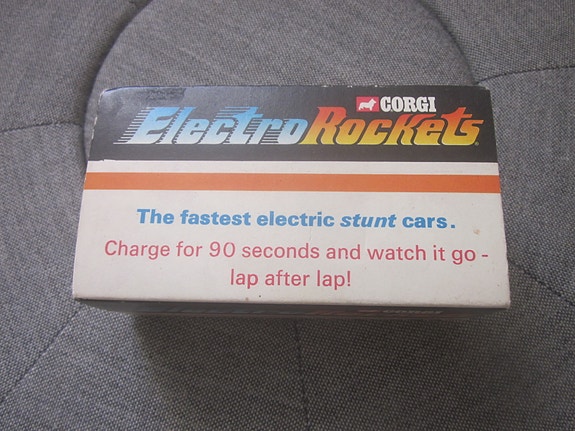 CORGI
ElectroRockets
The fastest electric stunt cars.
Charge for 90 seconds and watch it go -
lap after lap!